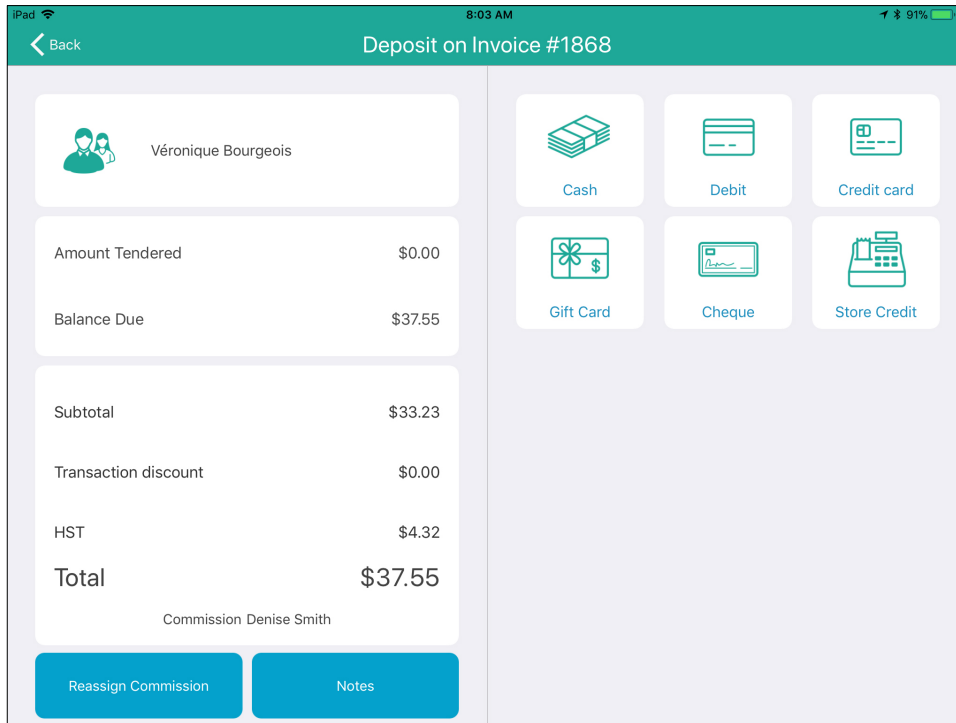 iPad 8:03 AM 91%
Back Deposit on Invoice #1868
Véronique Bourgeois
Amount Tendered $0.00
Balance Due $37.55
Subtotal $33.23
Transaction discount $0.00
HST $4.32
Total $37.55
Commission Denise Smith
Reassign Commission Notes
Cash Debit Credit card
$
Gift Card Cheque Store Credit